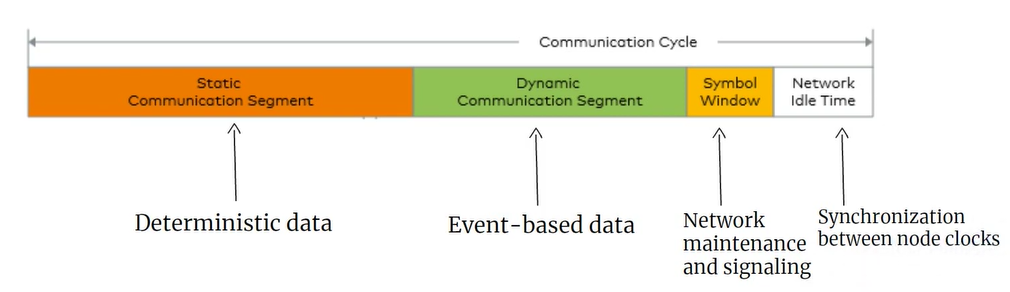 Communication Cycle
Static
Communication Segment
Dynamic
Communication Segment
Symbol
Window
Network
Idle Time
Deterministic data
Event-based data
Network
maintenance
and signaling
Synchronization
between node clocks